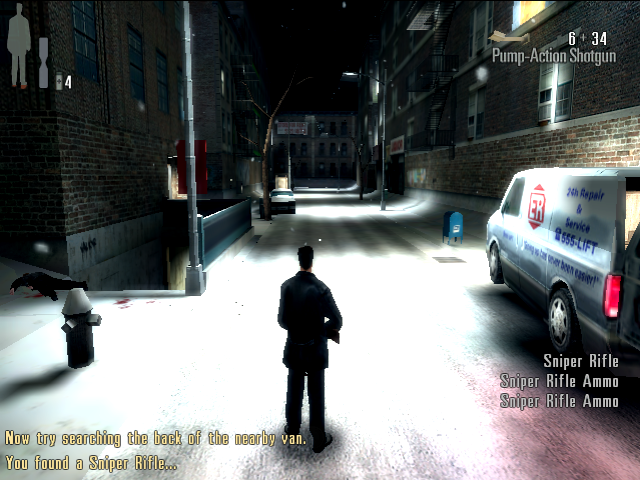 6 + 34
Pump-Action Shotgun
4
24h Repair
&
Service
555-LIFT
ER
Sniper Rifle
Sniper Rifle Ammo
Sniper Rifle Ammo
Now try searching the back of the nearby van.
You found a Sniper Rifle...